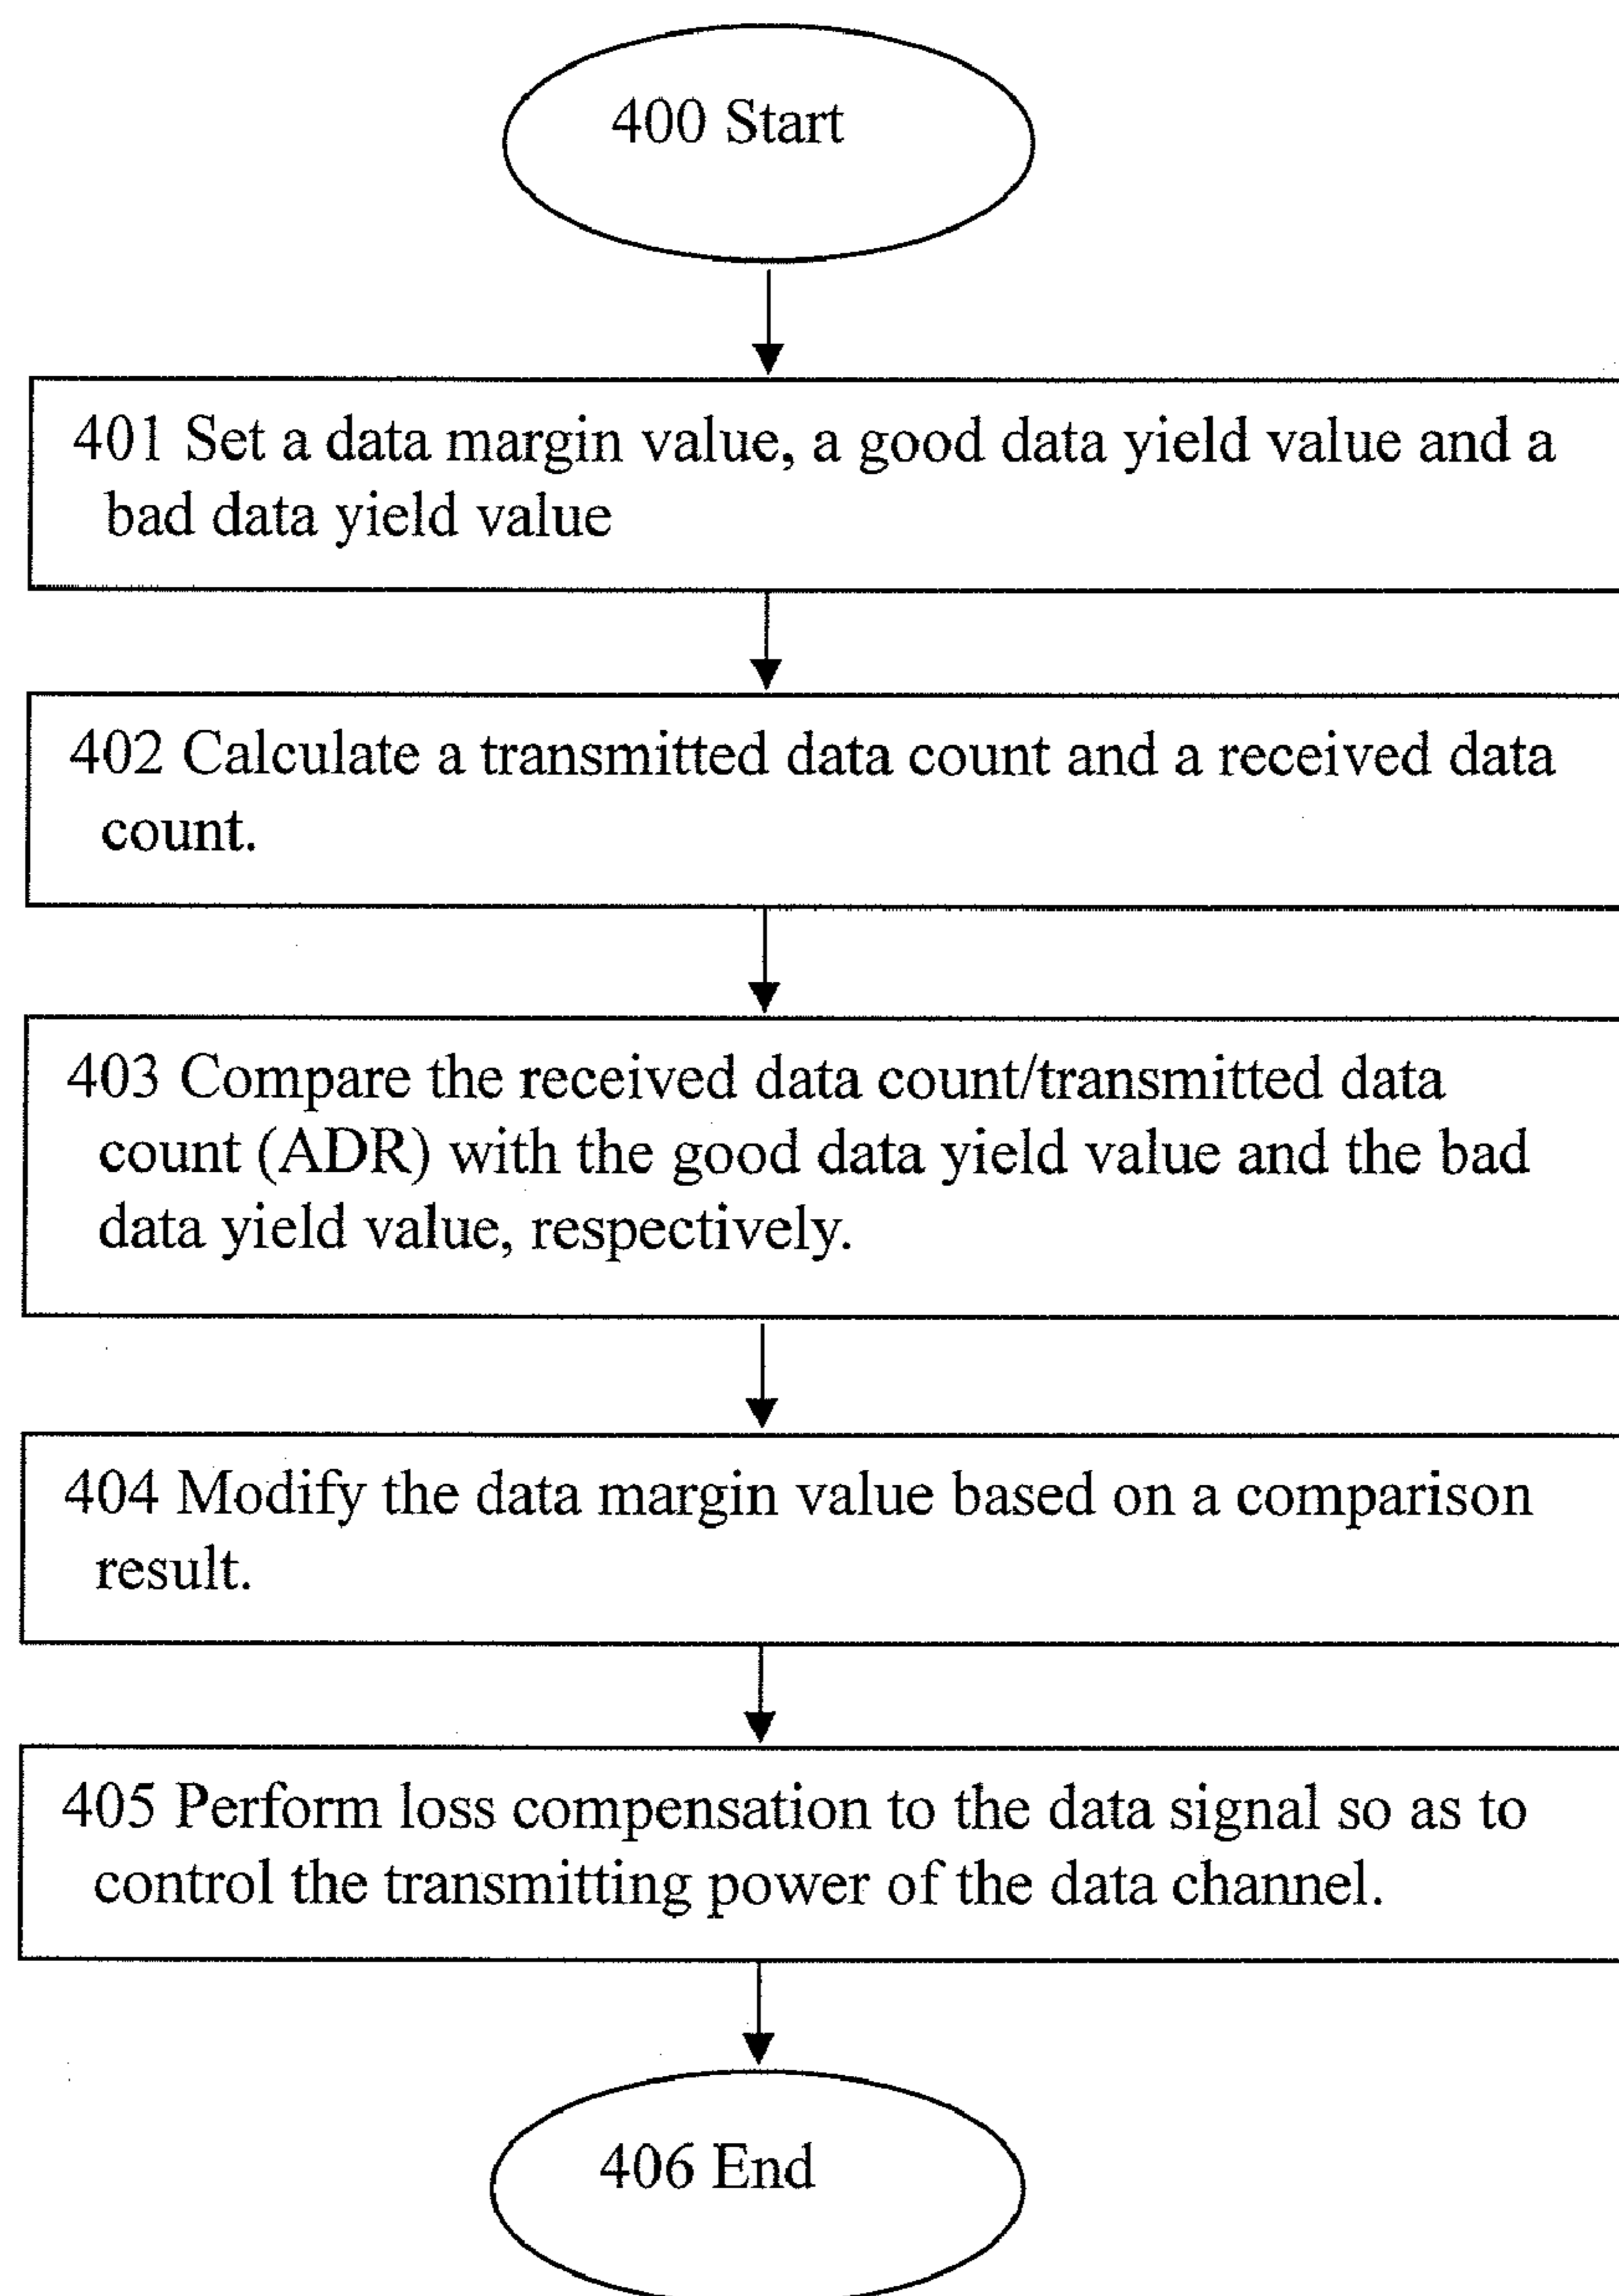 400 Start
401 Set a data margin value, a good data yield value and a
bad data yield value
402 Calculate a transmitted data count and a received data
count.
403 Compare the received data count/transmitted data
count (ADR) with the good data yield value and the bad
data yield value, respectively.
404 Modify the data margin value based on a comparison
result.
405 Perform loss compensation to the data signal so as to
control the transmitting power of the data channel.
406 End